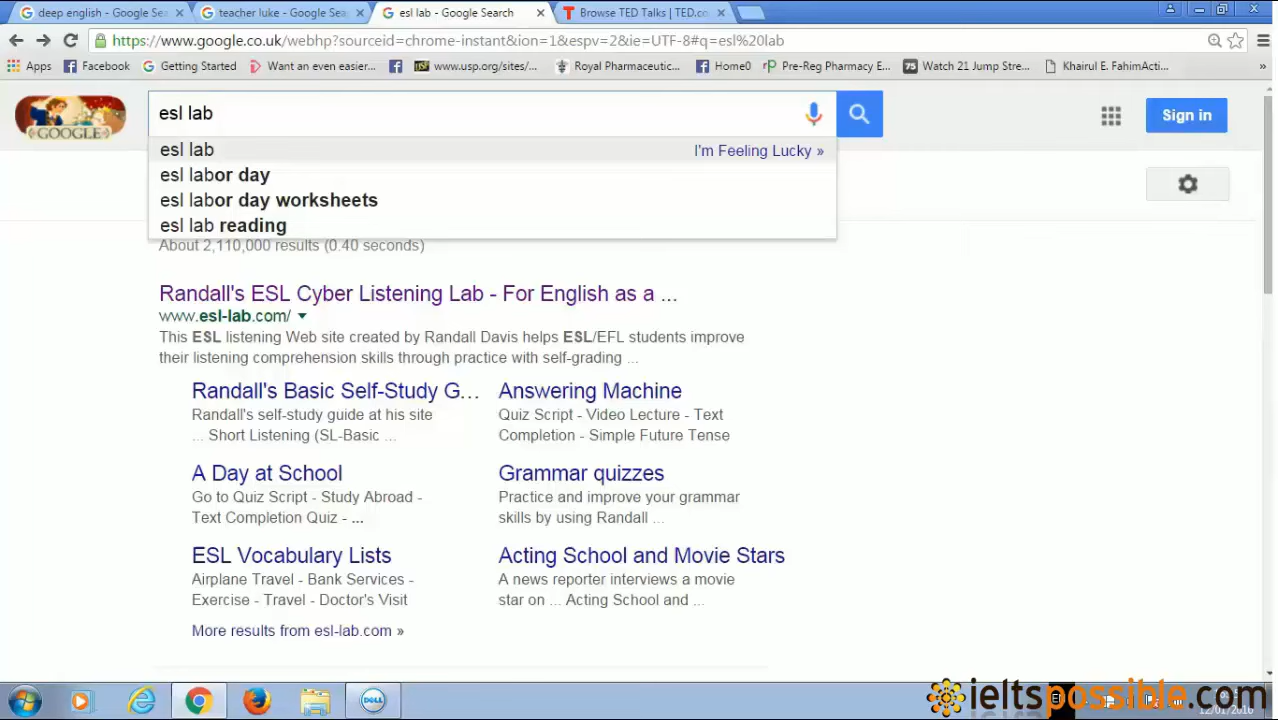 deep english - Google Sea
teacher luke - Google Sea
esl lab - Google Search
Browse TED Talks | TED.co
https://www.google.co.uk/webhp?sourceid=chrome-instant&ion=1&espv=2&ie=UTF-8#q=esl%20lab
Apps
Facebook
Getting Started
Want an even easier...
www.usp.org/sites/...
Royal Pharmaceutic...
Home0
Pre-Reg Pharmacy E...
75
Watch 21 Jump Stre...
Khairul E. FahimActi...
»
GOOGLE
esl lab
Sign in
esl lab
I'm Feeling Lucky »
esl labor day
esl labor day worksheets
esl lab reading
About 2,110,000 results (0.40 seconds)
Randall's ESL Cyber Listening Lab - For English as a ...
www.esl-lab.com/
This ESL listening Web site created by Randall Davis helps ESL/EFL students improve
their listening comprehension skills through practice with self-grading ...
Randall's Basic Self-Study G...
Randall's self-study guide at his site
... Short Listening (SL-Basic ...
Answering Machine
Quiz Script - Video Lecture - Text
Completion - Simple Future Tense
A Day at School
Go to Quiz Script - Study Abroad -
Text Completion Quiz - ...
Grammar quizzes
Practice and improve your grammar
skills by using Randall ...
ESL Vocabulary Lists
Airplane Travel - Bank Services -
Exercise - Travel - Doctor's Visit
Acting School and Movie Stars
A news reporter interviews a movie
star on ... Acting School and ...
More results from esl-lab.com »
DELL
ieltspossible.com
12/01/2016